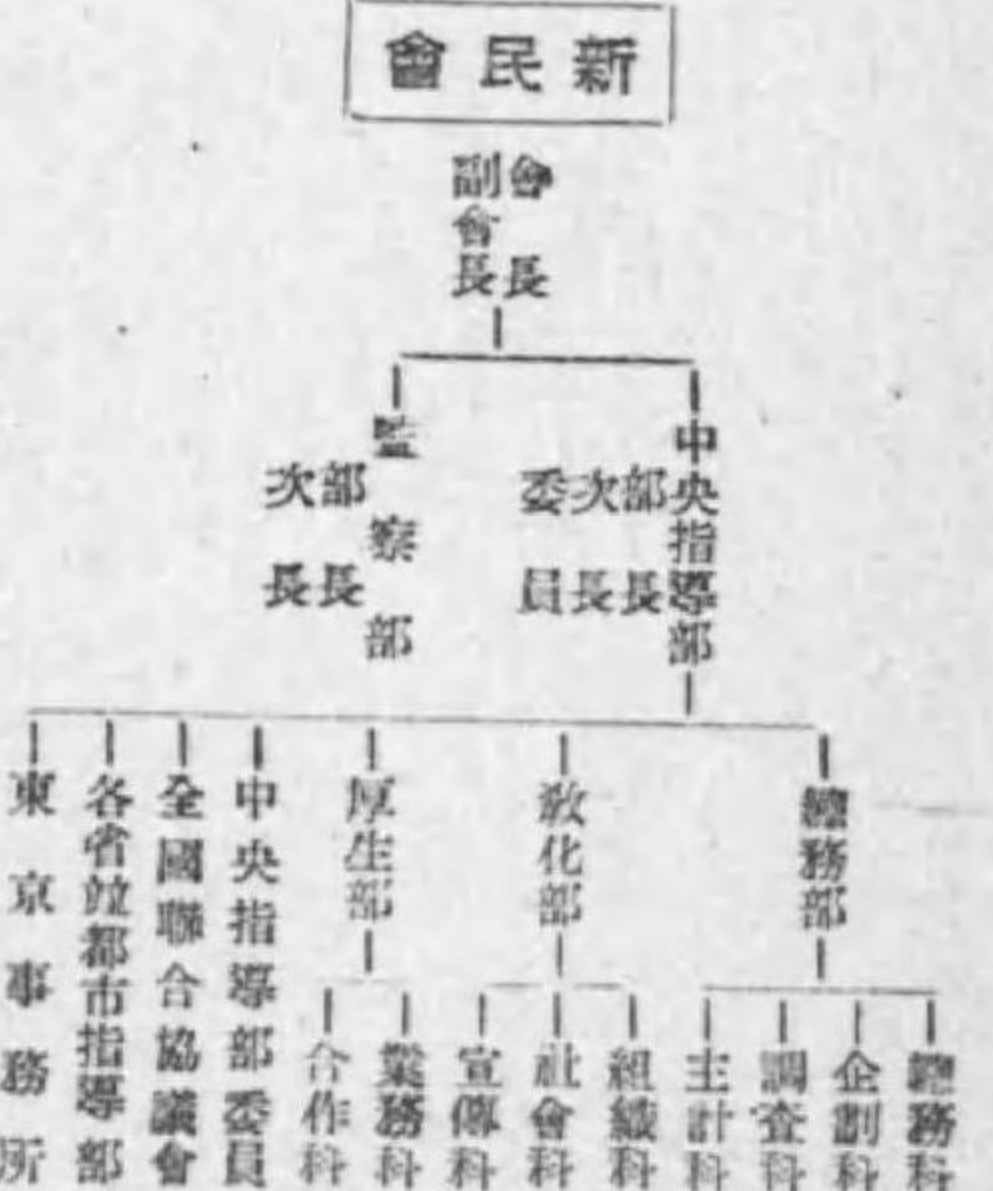 新民會
會長
副會長
中央指導部
部長
次長
委員
監察部
部長
次長
總務部
總務科
企劃科
調査科
主計科
敎化部
組織科
社會科
宣傳科
厚生部
業務科
合作科
中央指導部委員會
全國聯合協議會
各省竝都市指導部
東京事務所